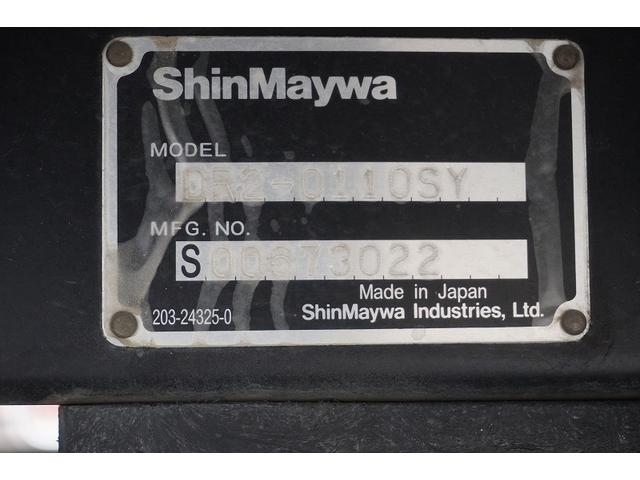 ShinMaywa
MODEL
DR2-0110SY
MFG. NO.
S00673022
Made in Japan
203-24325-0
ShinMaywa Industries, Ltd.